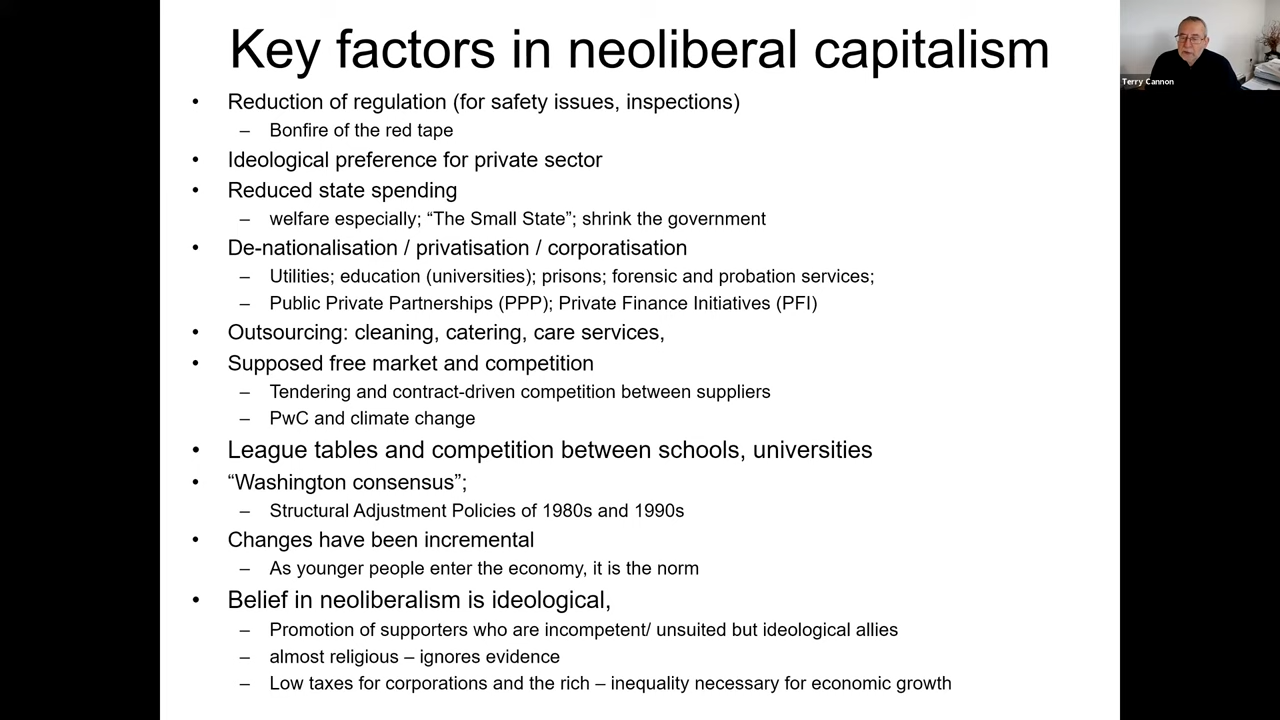 Key factors in neoliberal capitalism
Terry Cannon
• Reduction of regulation (for safety issues, inspections)
– Bonfire of the red tape
• Ideological preference for private sector
• Reduced state spending
– welfare especially; “The Small State”; shrink the government
• De-nationalisation / privatisation / corporatisation
– Utilities; education (universities); prisons; forensic and probation services;
– Public Private Partnerships (PPP); Private Finance Initiatives (PFI)
• Outsourcing: cleaning, catering, care services,
• Supposed free market and competition
– Tendering and contract-driven competition between suppliers
– PwC and climate change
• League tables and competition between schools, universities
• “Washington consensus”;
– Structural Adjustment Policies of 1980s and 1990s
• Changes have been incremental
– As younger people enter the economy, it is the norm
• Belief in neoliberalism is ideological,
– Promotion of supporters who are incompetent/ unsuited but ideological allies
– almost religious – ignores evidence
– Low taxes for corporations and the rich – inequality necessary for economic growth